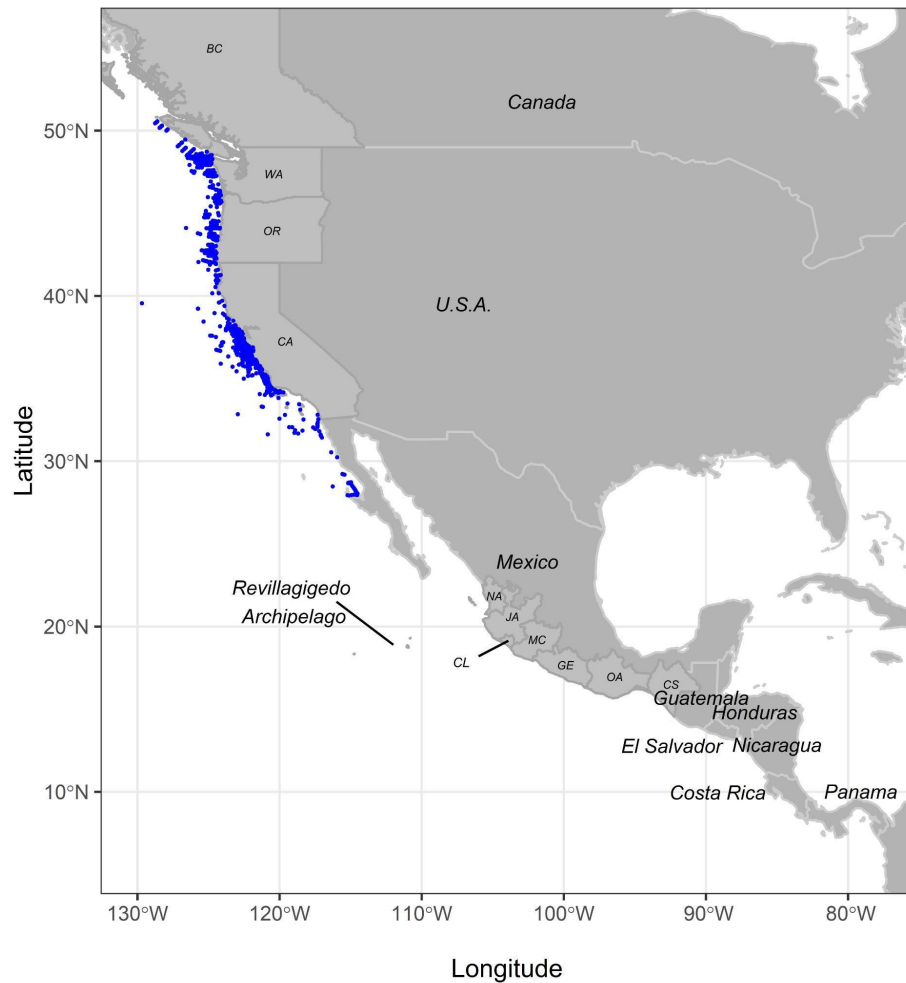 BC
Canada
50°N
WA
OR
40°N
U.S.A.
CA
Latitude
30°N
Mexico
Revillagigedo
Archipelago
NA
JA
20°N
MC
CL
GE
OA
CS
Guatemala
Honduras
El Salvador
Nicaragua
10°N
Costa Rica
Panama
130°W
120°W
110°W
100°W
90°W
80°W
Longitude